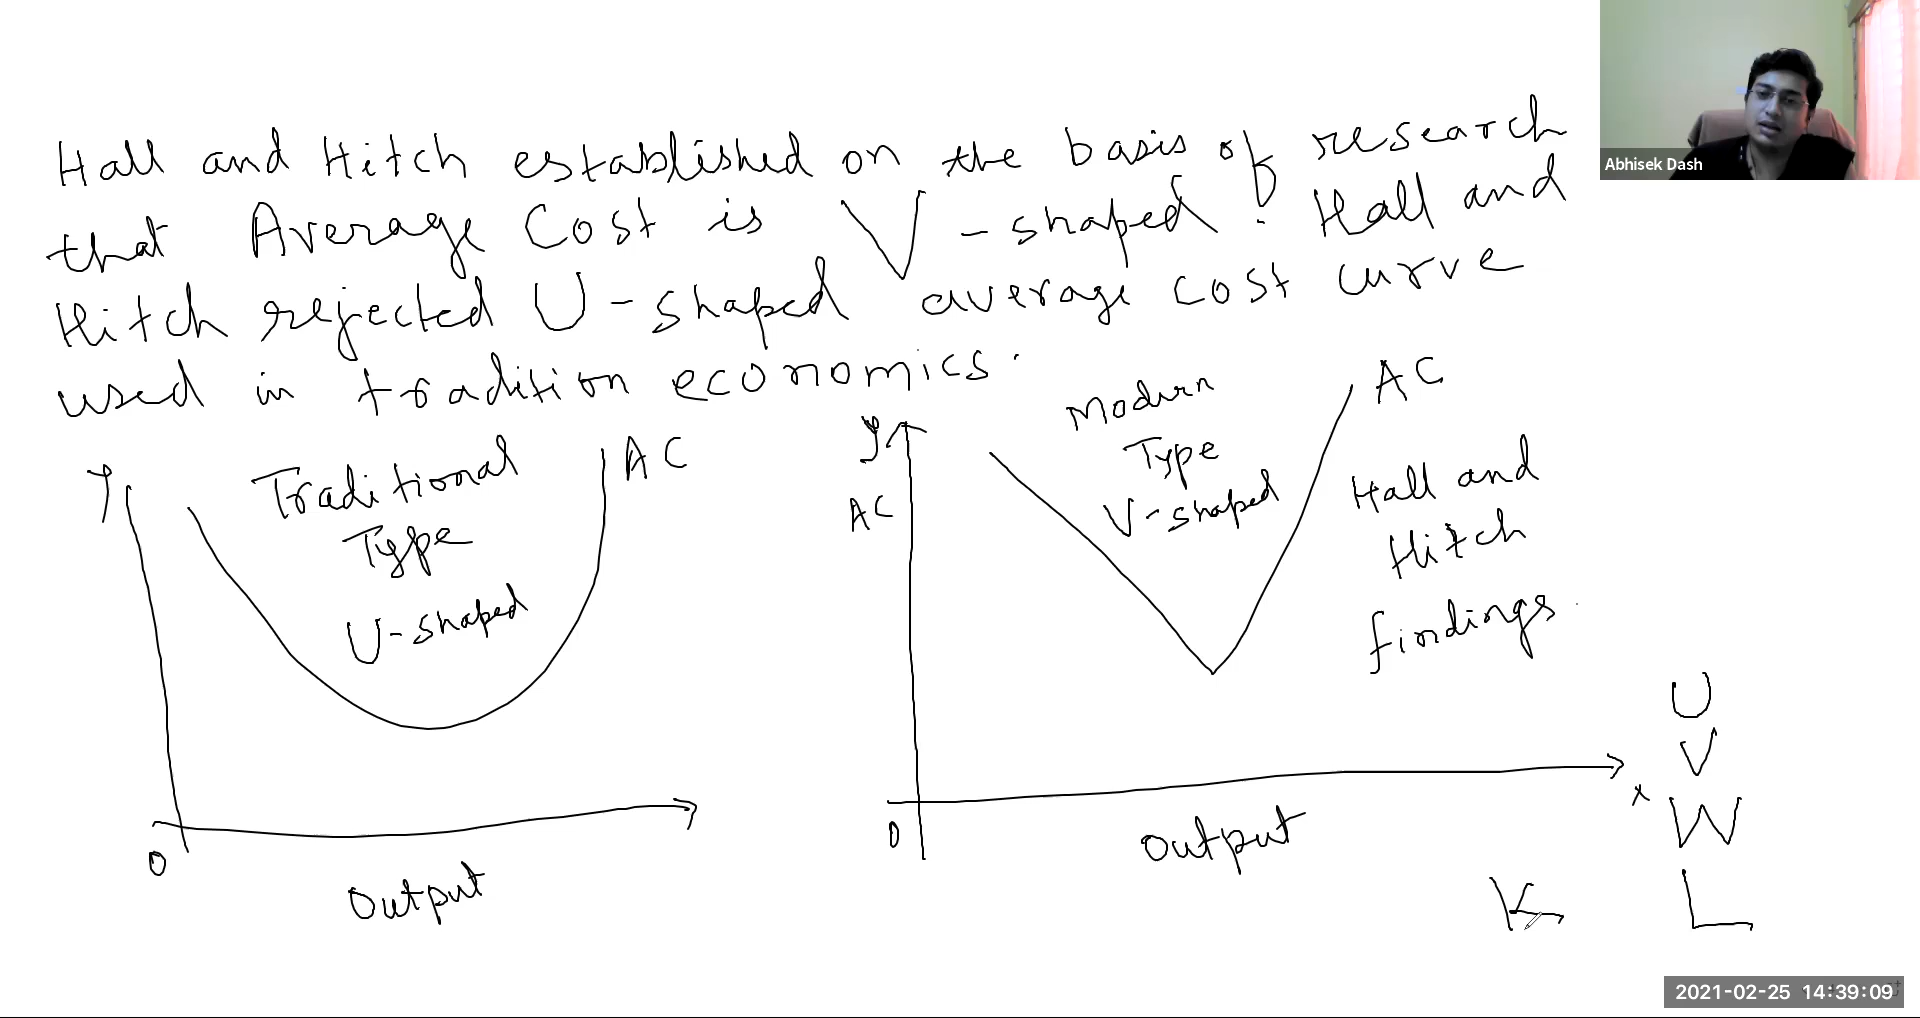 Hall and Hitch established on the basis of research
that Average Cost is V-shaped. Hall and
Hitch rejected U-shaped average cost curve
used in tradition economics.
Abhisek Dash
y
Traditional
Type
U-shaped
AC
O
Output
y
AC
Modern
Type
V-shaped
AC
Hall and
Hitch
findings.
O
Output
x
U
V
W
L
K
2021-02-25 14:39:09